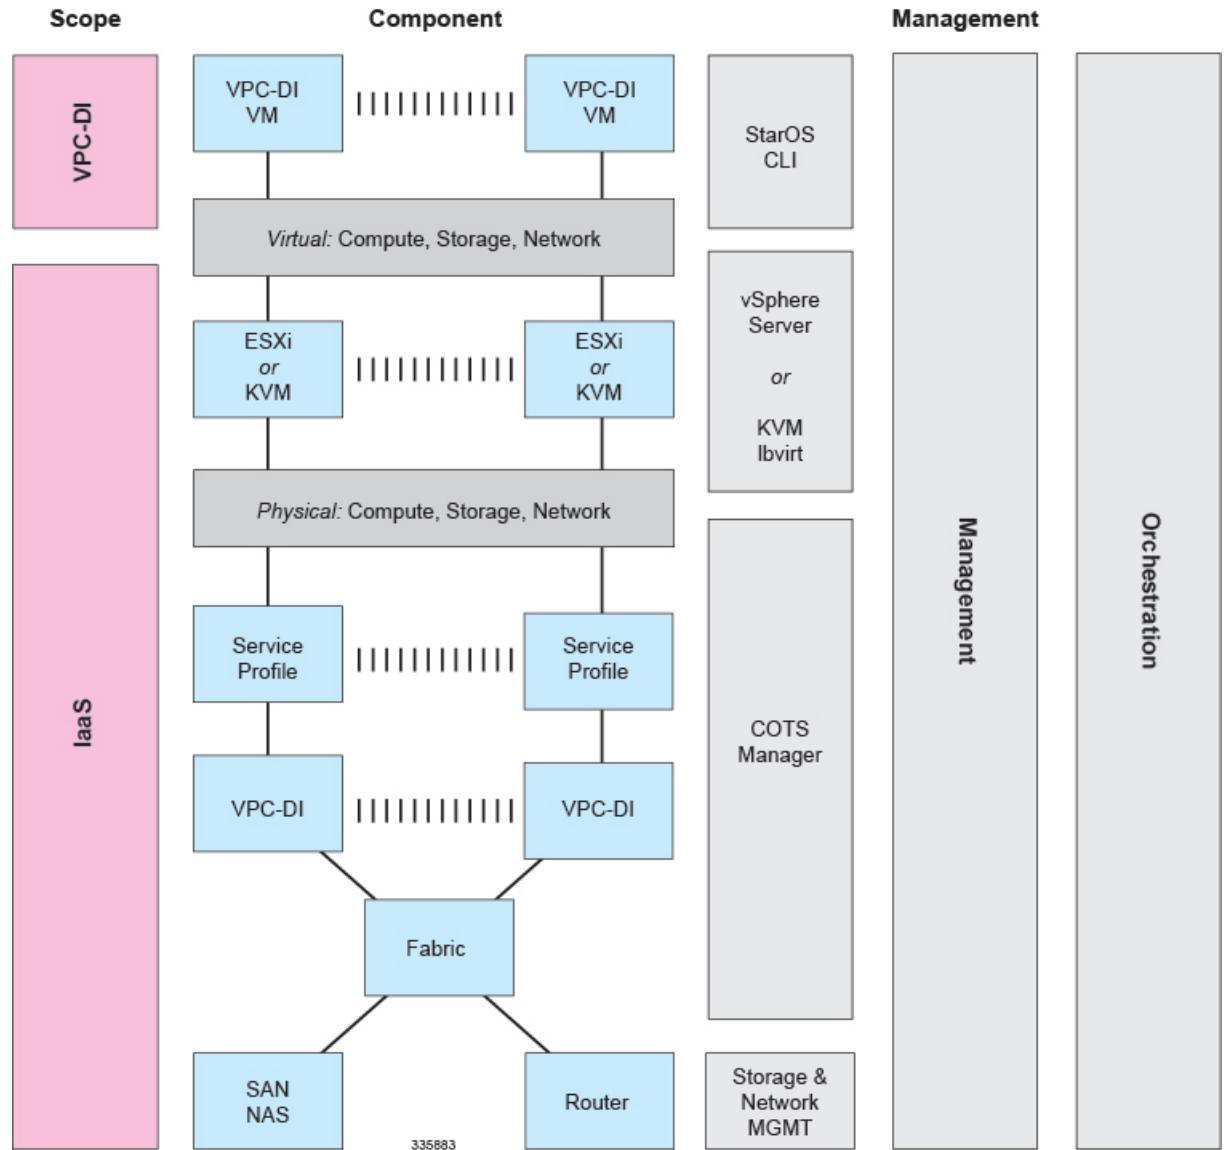 Scope
Component
Management
VPC-DI
VPC-DI
VM
VPC-DI
VM
StarOS
CLI
Virtual: Compute, Storage, Network
IaaS
ESXi
or
KVM
ESXi
or
KVM
vSphere
Server
or
KVM
lbvirt
Physical: Compute, Storage, Network
Service
Profile
Service
Profile
COTS
Manager
VPC-DI
VPC-DI
Fabric
SAN
NAS
Router
Storage &
Network
MGMT
Management
Orchestration
335883